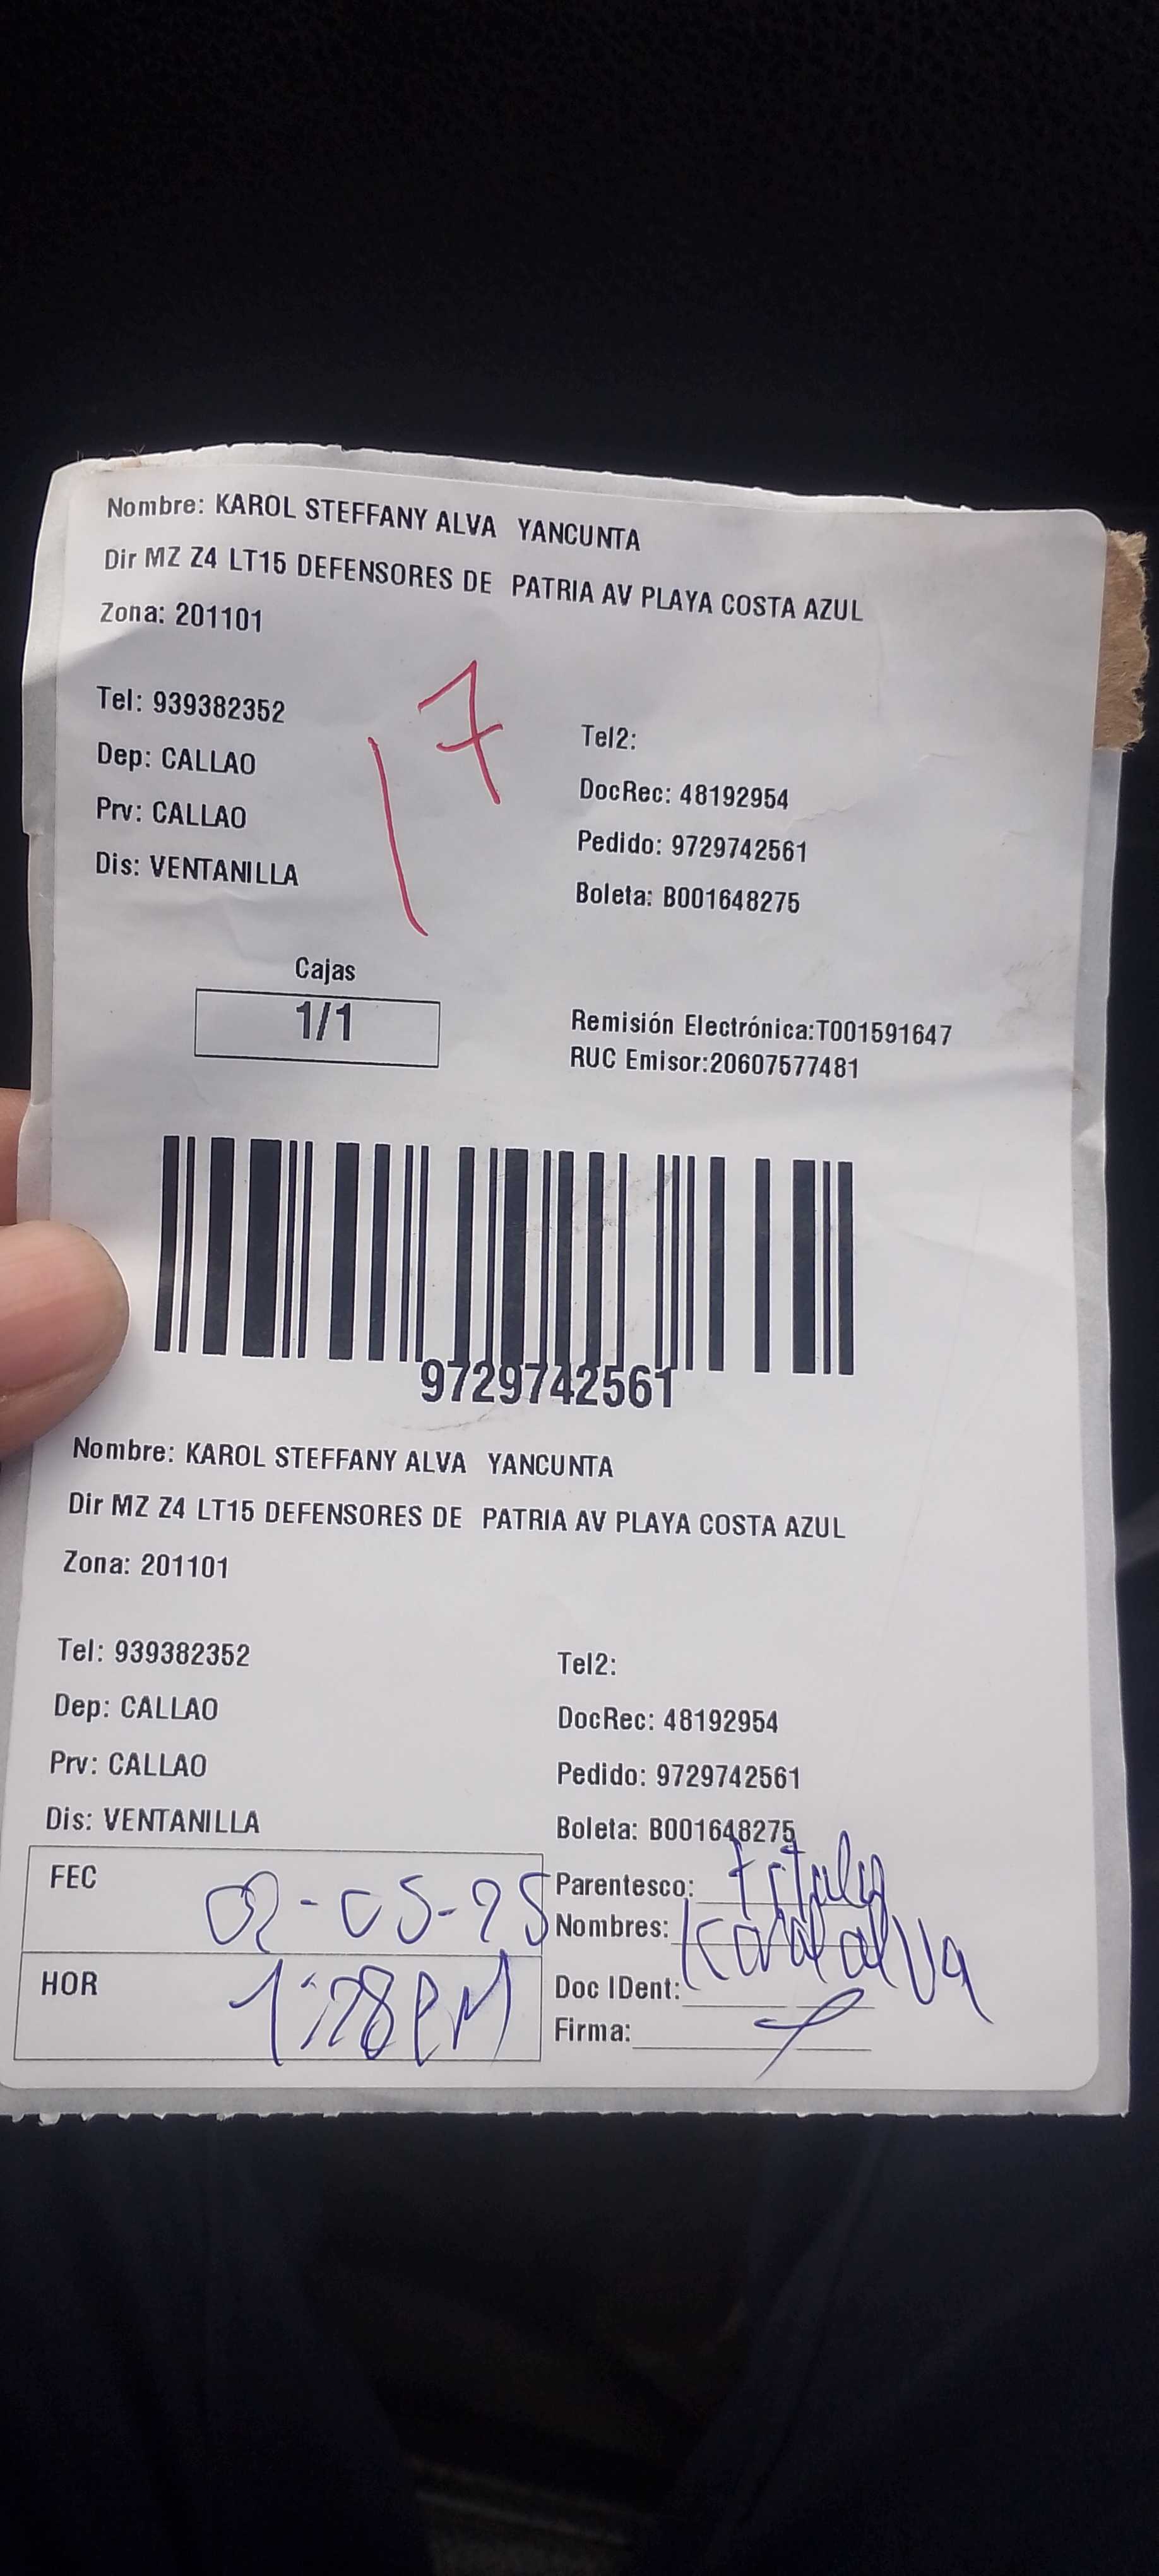 Nombre: KAROL STEFFANY ALVA YANCUNTA
Dir MZ Z4 LT15 DEFENSORES DE PATRIA AV PLAYA COSTA AZUL
Zona: 201101
17
Tel: 939382352
Tel2:
Dep: CALLAO
DocRec: 48192954
Prv: CALLAO
Pedido: 9729742561
Dis: VENTANILLA
Boleta: B001648275
Cajas
1/1
Remisión Electrónica:T001591647
RUC Emisor:20607577481
9729742561
Nombre: KAROL STEFFANY ALVA YANCUNTA
Dir MZ Z4 LT15 DEFENSORES DE PATRIA AV PLAYA COSTA AZUL
Zona: 201101
Tel: 939382352
Tel2:
Dep: CALLAO
DocRec: 48192954
Prv: CALLAO
Pedido: 9729742561
Dis: VENTANILLA
Boleta: B001648275
FEC 02-05-25
Parentesco:
Nombres: Karol alva
HOR 1:28 PM
Doc IDent:
Firma: